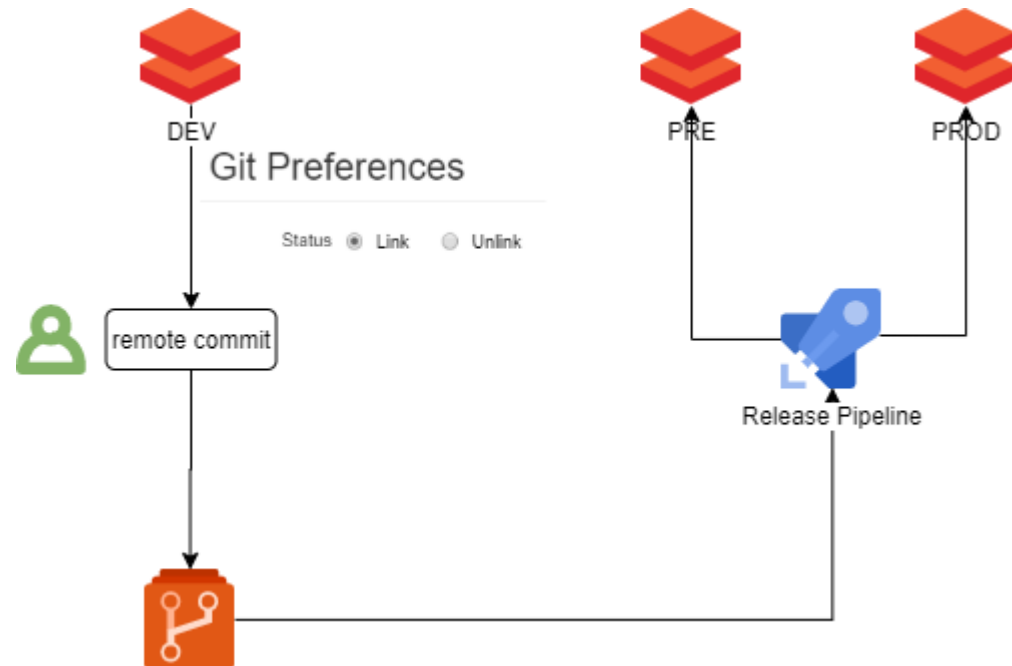 DEV
PRE
PROD
Git Preferences
Status Link Unlink
remote commit
Release Pipeline